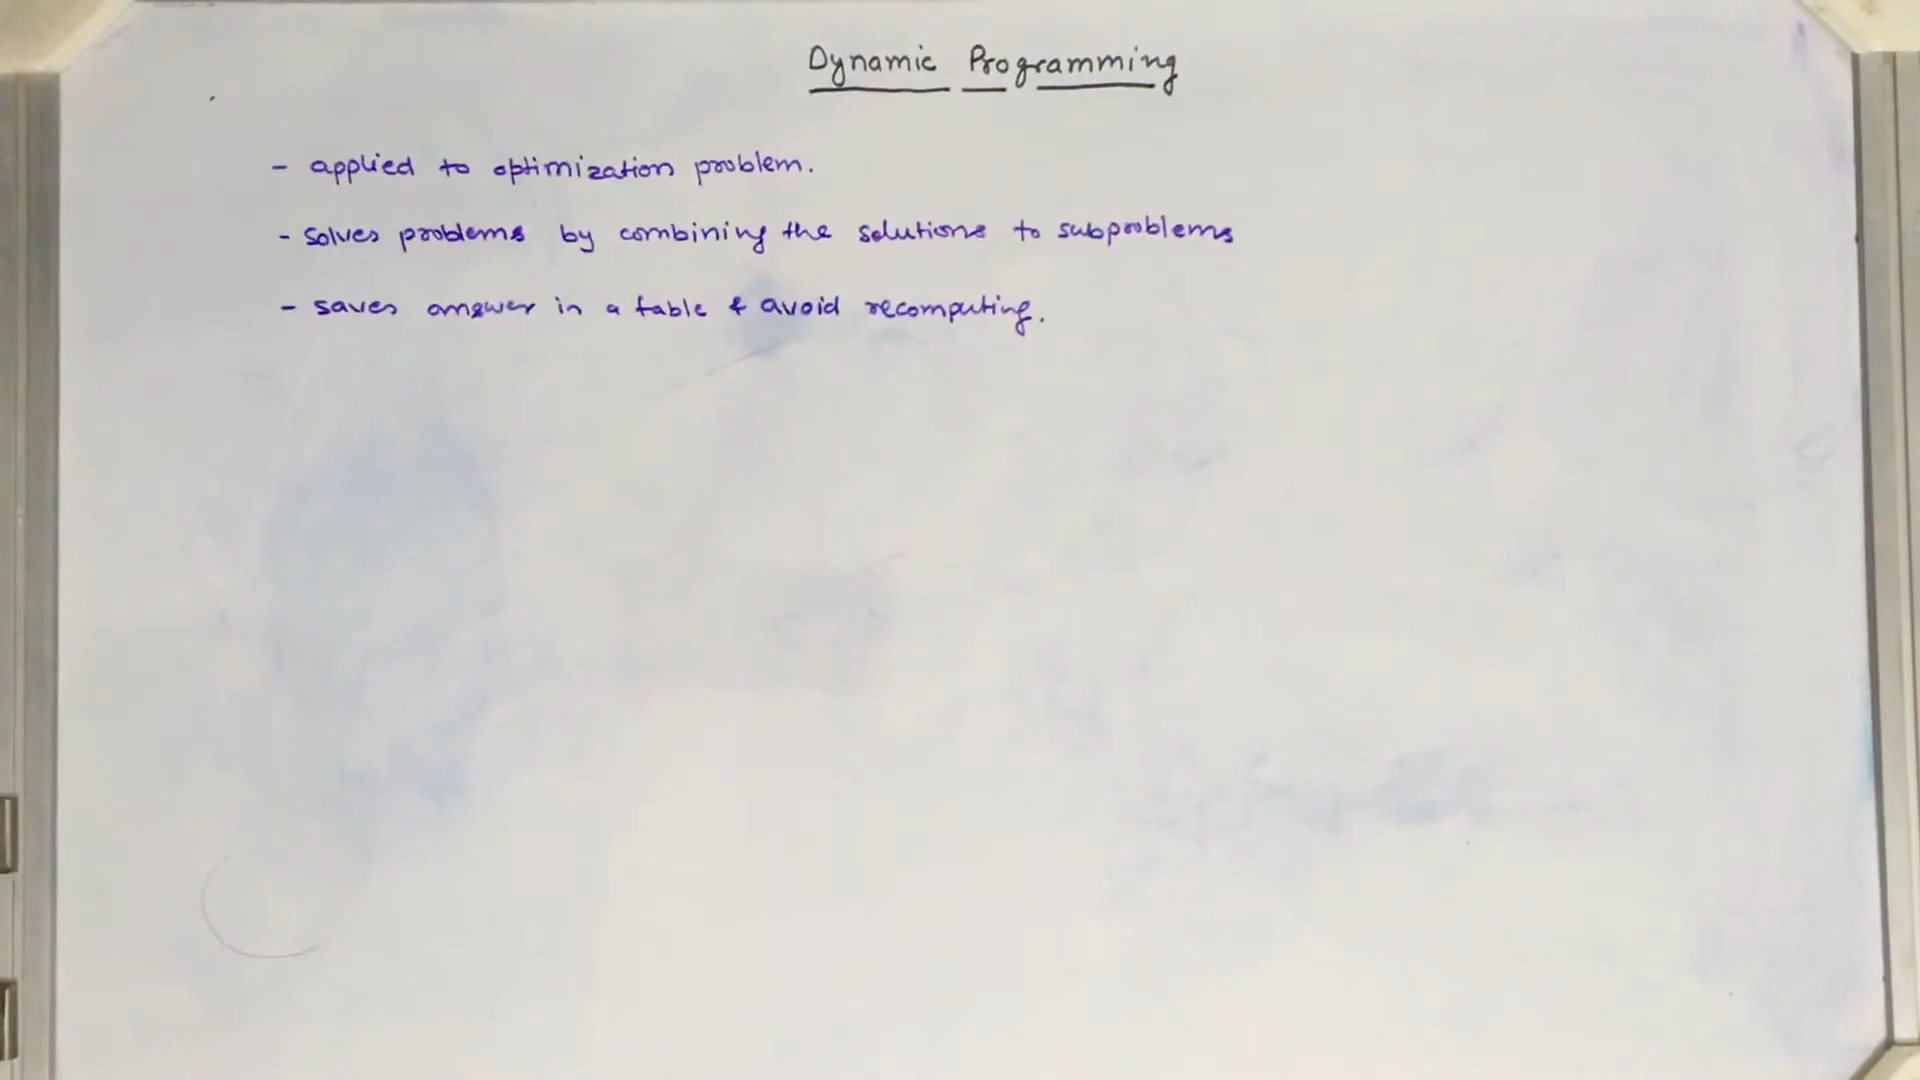 Dynamic Programming
- applied to optimization problem.
- solves problems by combining the solutions to subproblems
- saves answer in a table & avoid recomputing.